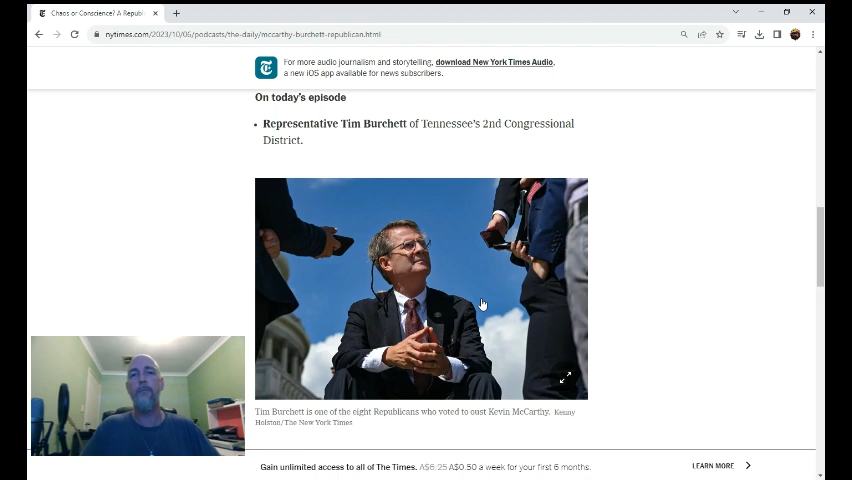 Chaos or Conscience? A Republ
nytimes.com/2023/10/06/podcasts/the-daily/mccarthy-burchett-republican.html
For more audio journalism and storytelling, download New York Times Audio,
a new iOS app available for news subscribers.
On today's episode
• Representative Tim Burchett of Tennessee's 2nd Congressional
District.
Tim Burchett is one of the eight Republicans who voted to oust Kevin McCarthy. Kenny
Holston/The New York Times
Gain unlimited access to all of The Times. A$6.25 A$0.50 a week for your first 6 months.
LEARN MORE